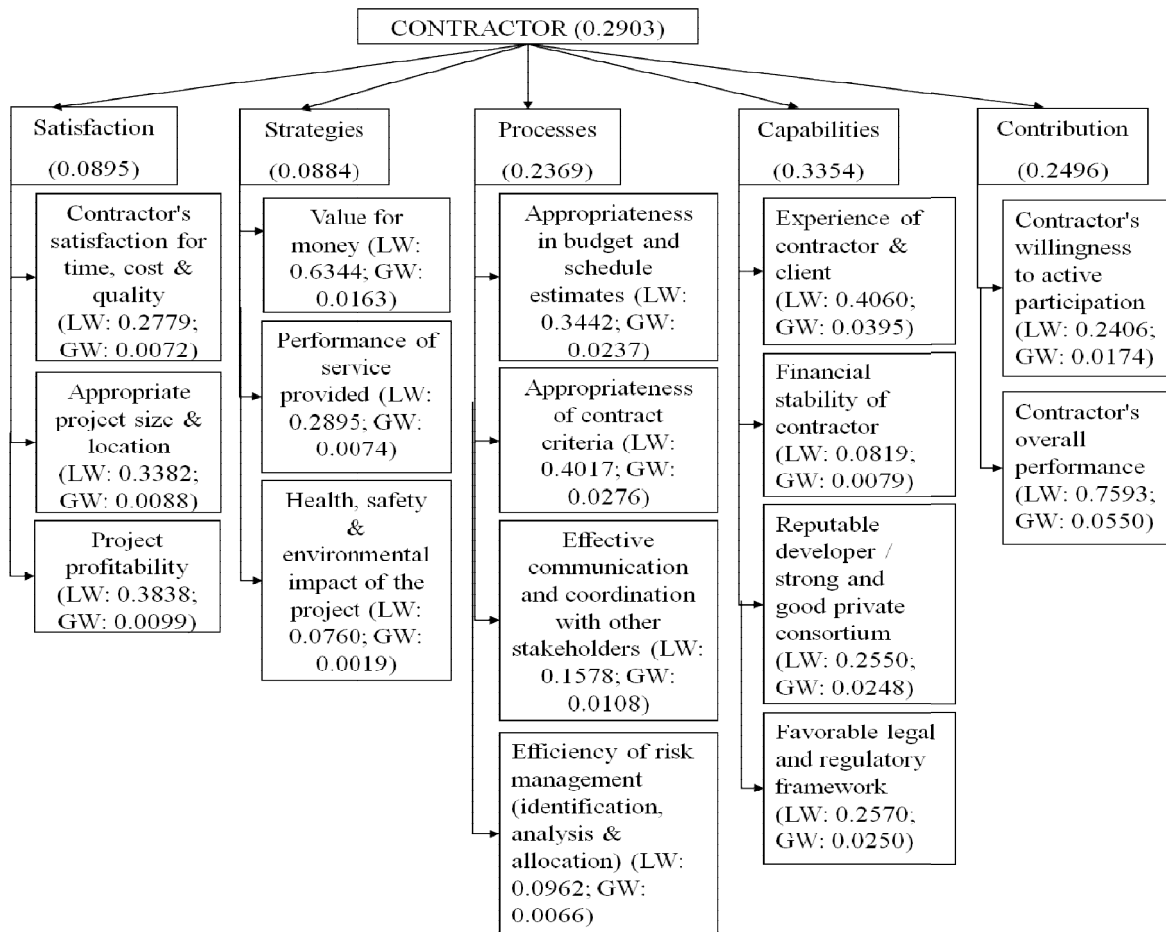 CONTRACTOR (0.2903)
Satisfaction
(0.0895)
Contractor's
satisfaction for
time, cost &
quality
(LW: 0.2779;
GW: 0.0072)
Appropriate
project size &
location
(LW: 0.3382;
GW: 0.0088)
Project
profitability
(LW: 0.3838;
GW: 0.0099)
Strategies
(0.0884)
Value for
money (LW:
0.6344; GW:
0.0163)
Performance of
service
provided (LW:
0.2895; GW:
0.0074)
Health, safety
&
environmental
impact of the
project (LW:
0.0760; GW:
0.0019)
Processes
(0.2369)
Appropriateness
in budget and
schedule
estimates (LW:
0.3442; GW:
0.0237)
Appropriateness
of contract
criteria (LW:
0.4017; GW:
0.0276)
Effective
communication
and coordination
with other
stakeholders (LW:
0.1578; GW:
0.0108)
Efficiency of risk
management
(identification,
analysis &
allocation) (LW:
0.0962; GW:
0.0066)
Capabilities
(0.3354)
Experience of
contractor &
client
(LW: 0.4060;
GW: 0.0395)
Financial
stability of
contractor
(LW: 0.0819;
GW: 0.0079)
Reputable
developer /
strong and
good private
consortium
(LW: 0.2550;
GW: 0.0248)
Favorable legal
and regulatory
framework
(LW: 0.2570;
GW: 0.0250)
Contribution
(0.2496)
Contractor's
willingness
to active
participation
(LW: 0.2406;
GW: 0.0174)
Contractor's
overall
performance
(LW: 0.7593;
GW: 0.0550)